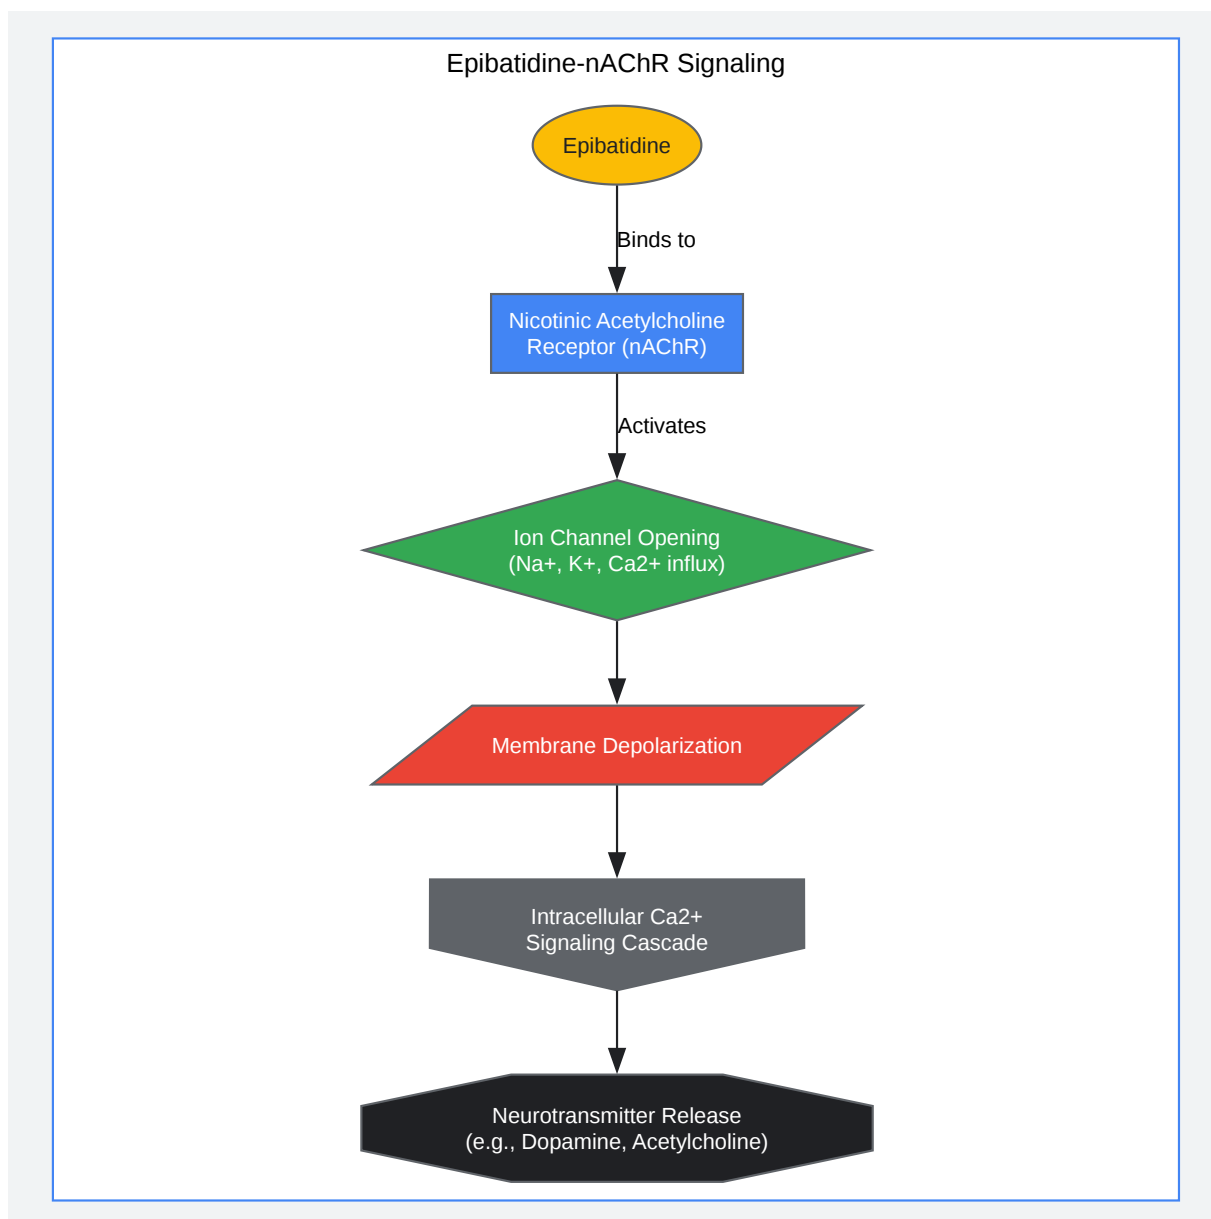 Epibatidine-nAChR Signaling
Epibatidine
Binds to
Nicotinic Acetylcholine
Receptor (nAChR)
Activates
Ion Channel Opening
(Na+, K+, Ca2+ influx)
Membrane Depolarization
Intracellular Ca2+
Signaling Cascade
Neurotransmitter Release
(e.g., Dopamine, Acetylcholine)